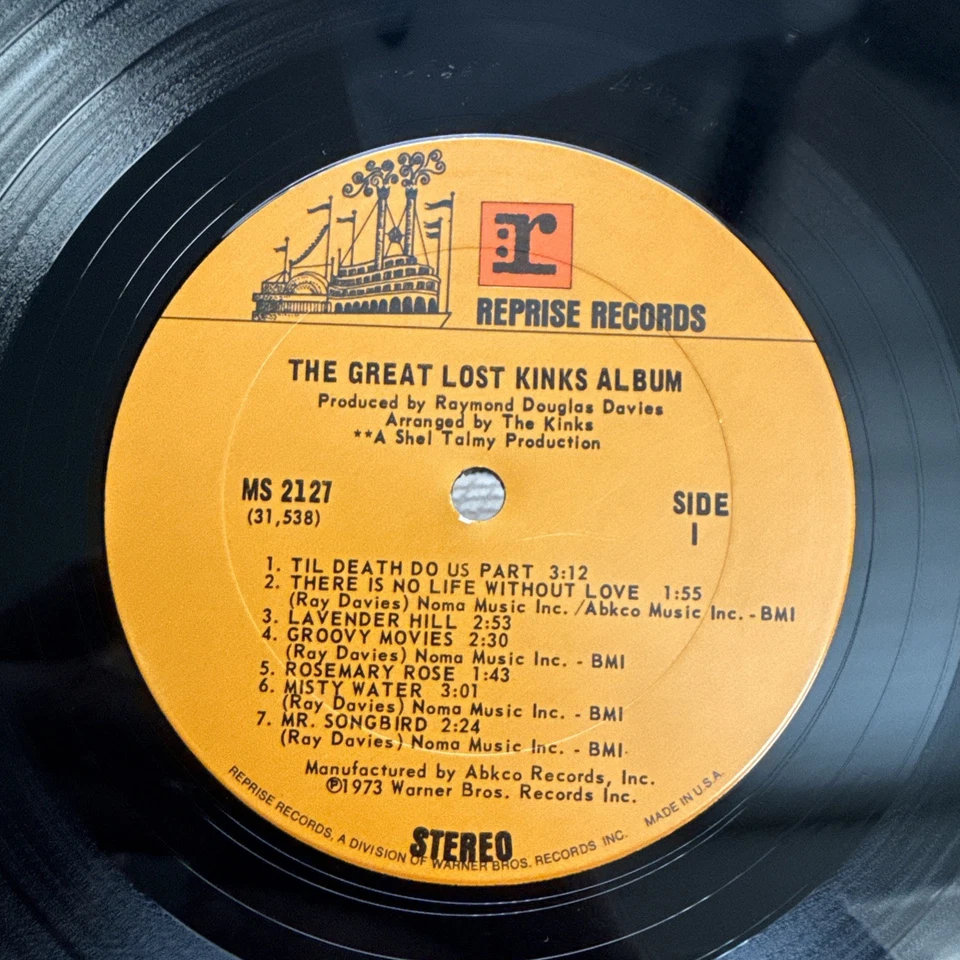 r
REPRISE RECORDS
THE GREAT LOST KINKS ALBUM
Produced by Raymond Douglas Davies
Arranged by The Kinks
**A Shel Talmy Production
MS 2127
(31,538)
SIDE
1
1. TIL DEATH DO US PART 3:12
2. THERE IS NO LIFE WITHOUT LOVE 1:55
(Ray Davies) Noma Music Inc. /Abkco Music Inc. - BMI
3. LAVENDER HILL 2:53
4. GROOVY MOVIES 2:30
(Ray Davies) Noma Music Inc. - BMI
5. ROSEMARY ROSE 1:43
6. MISTY WATER 3:01
(Ray Davies) Noma Music Inc. - BMI
7. MR. SONGBIRD 2:24
(Ray Davies) Noma Music Inc. - BMI
Manufactured by Abkco Records, Inc.
℗1973 Warner Bros. Records Inc.
STEREO
REPRISE RECORDS, A DIVISION OF WARNER BROS. RECORDS INC. MADE IN U.S.A.